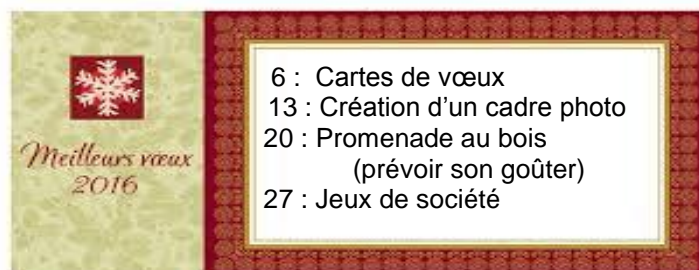 Meilleurs vœux
2016
6 : Cartes de vœux
13 : Création d’un cadre photo
20 : Promenade au bois
(prévoir son goûter)
27 : Jeux de société